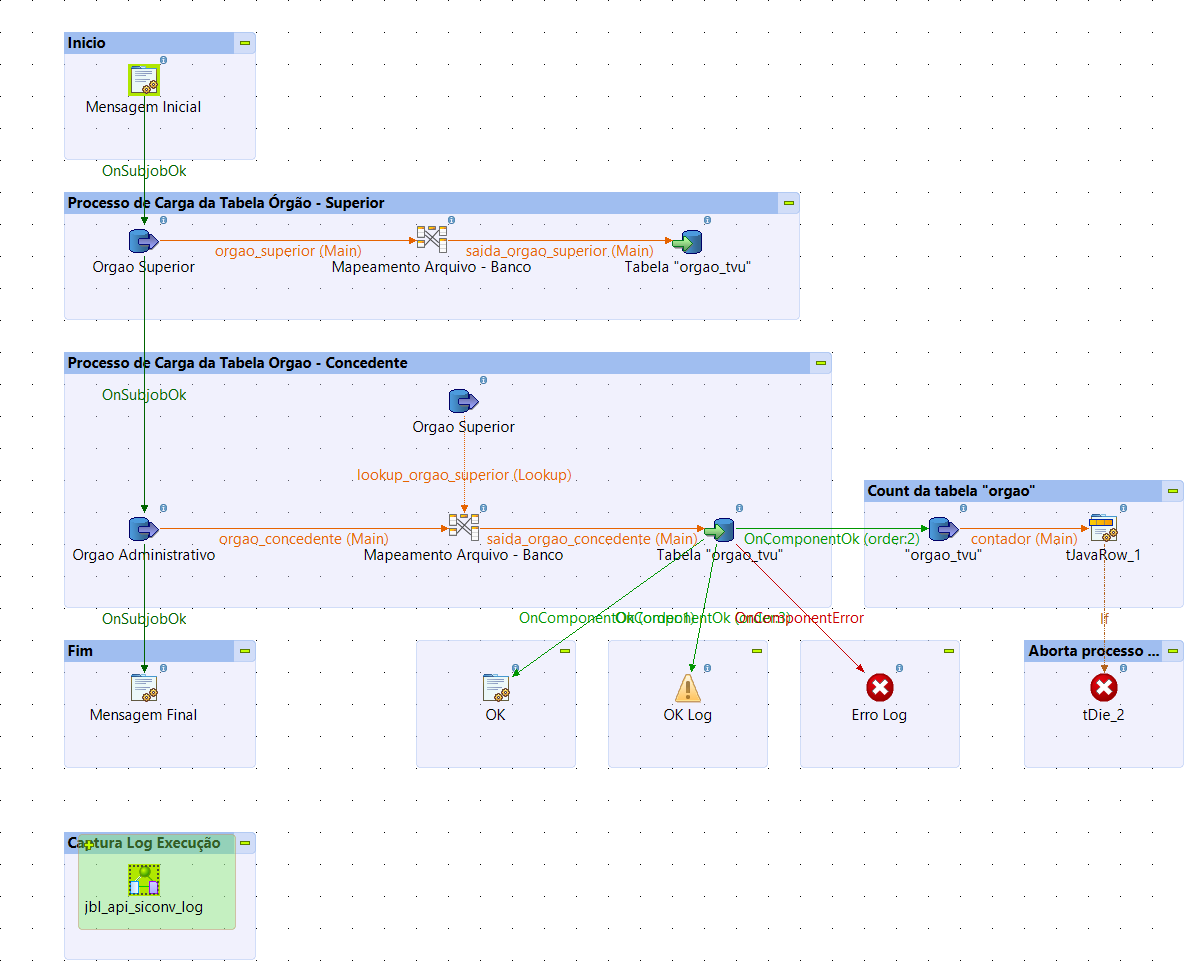 Inicio
Mensagem Inicial
OnSubjobOk
Processo de Carga da Tabela Órgão - Superior
orgao_superior (Main)
saida_orgao_superior (Main)
Orgao Superior
Mapeamento Arquivo - Banco
Tabela "orgao_tvu"
Processo de Carga da Tabela Orgao - Concedente
OnSubjobOk
Orgao Superior
lookup_orgao_superior (Lookup)
Count da tabela "orgao"
orgao_concedente (Main)
saida_orgao_concedente (Main)
OnComponentOk (order:2)
contador (Main)
Orgao Administrativo
Mapeamento Arquivo - Banco
Tabela "orgao_tvu"
"orgao_tvu"
tJavaRow_1
OnSubjobOk
OnComponentOk (order:1)
OnComponentOk (order:3)
OnComponentError
If
Fim
Aborta processo ...
Mensagem Final
OK
OK Log
Erro Log
tDie_2
Captura Log Execução
jbl_api_siconv_log